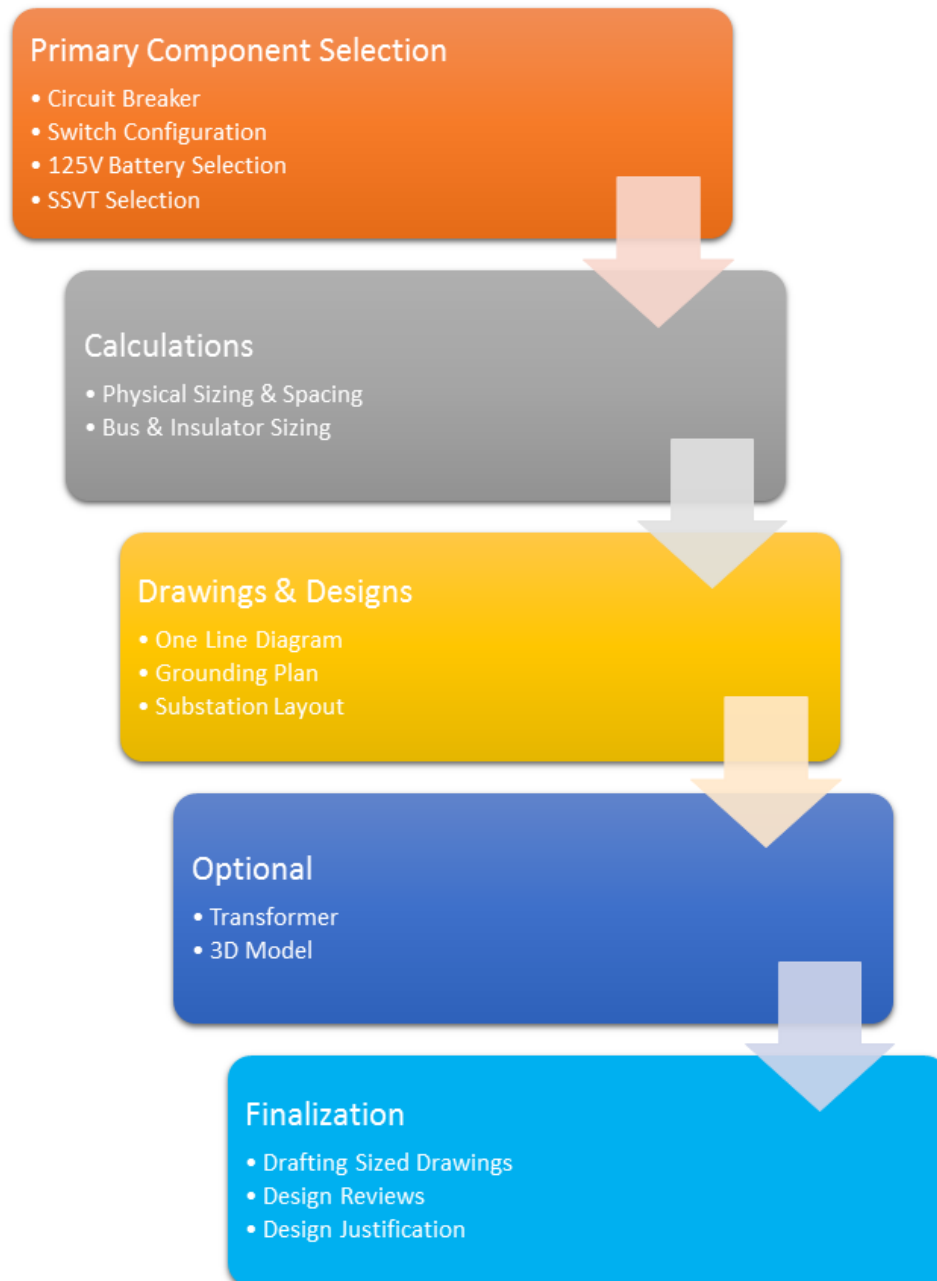 Primary Component Selection
• Circuit Breaker
• Switch Configuration
• 125V Battery Selection
• SSVT Selection
Calculations
• Physical Sizing & Spacing
• Bus & Insulator Sizing
Drawings & Designs
• One Line Diagram
• Grounding Plan
• Substation Layout
Optional
• Transformer
• 3D Model
Finalization
• Drafting Sized Drawings
• Design Reviews
• Design Justification